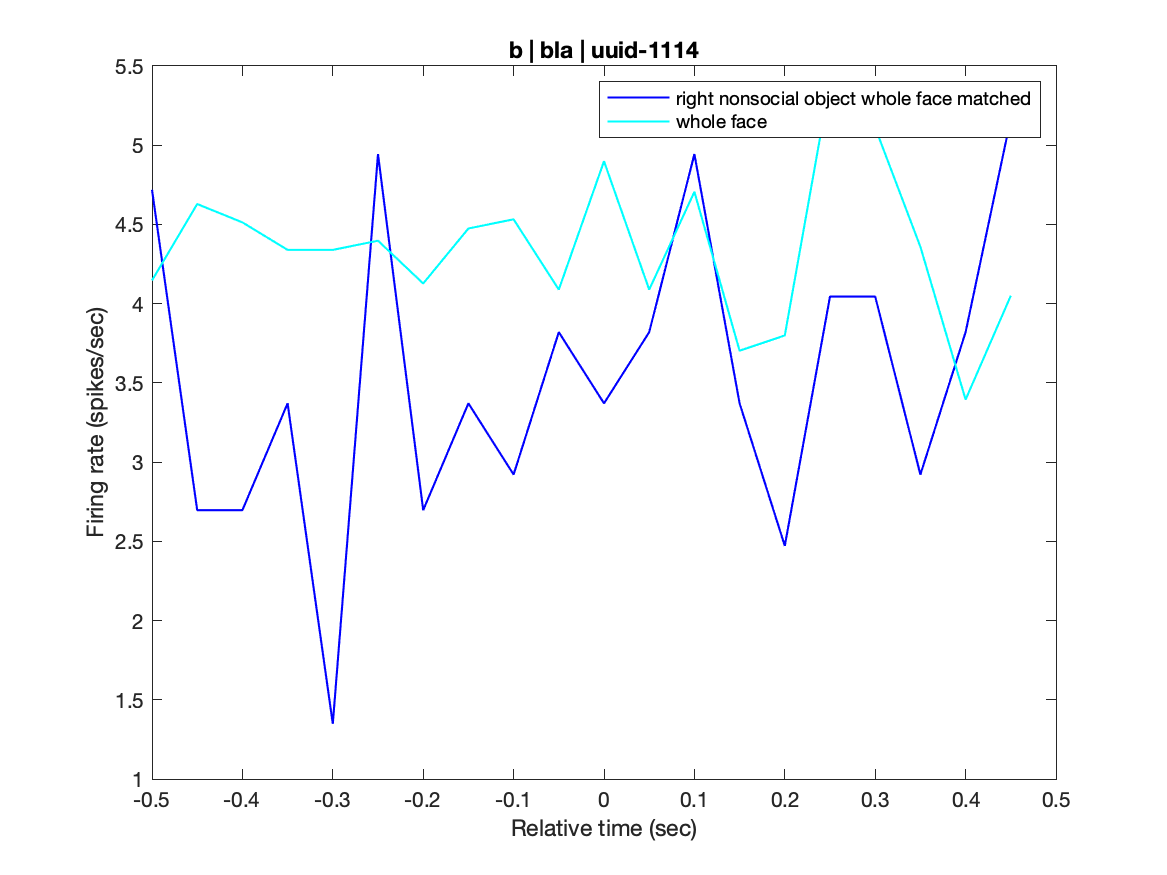 b | bla | uuid-1114
right nonsocial object whole face matched
whole face
5.5
5
4.5
4
3.5
3
2.5
2
1.5
1
Firing rate (spikes/sec)
-0.5 -0.4 -0.3 -0.2 -0.1 0 0.1 0.2 0.3 0.4 0.5
Relative time (sec)